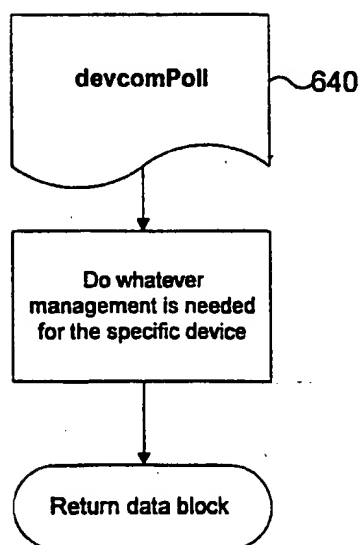 devcomPoll
640
Do whatever
management is needed
for the specific device
Return data block